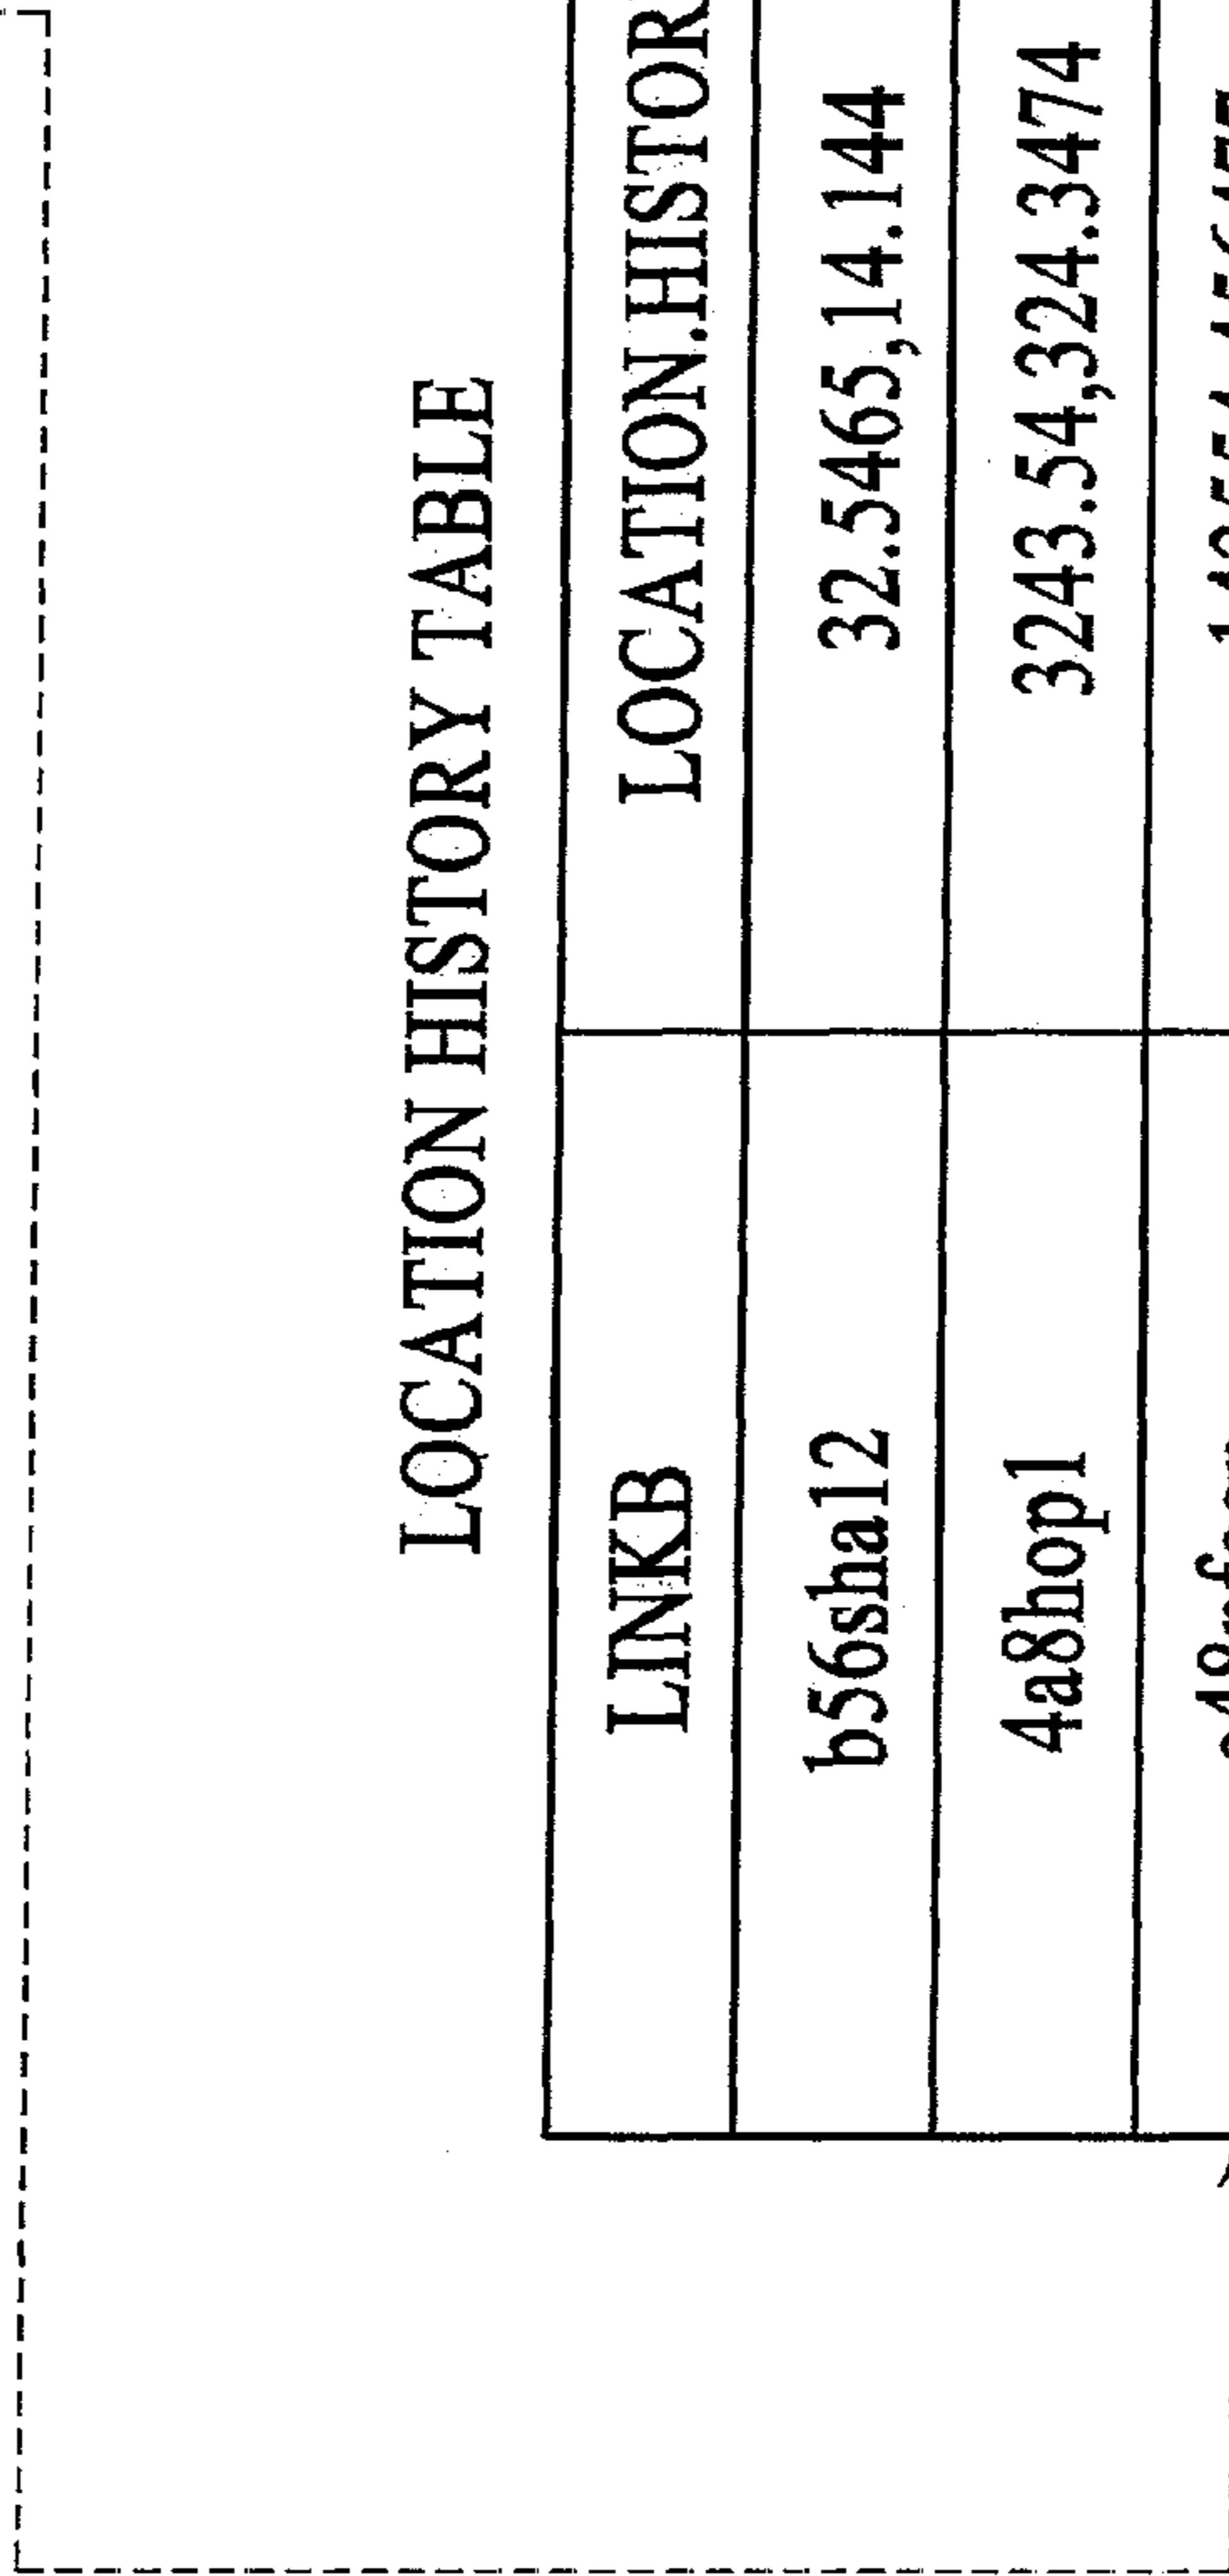 LOCATION HISTORY TABLE
LINKB LOCATION.HISTOR
b56sha12 32.5465,14.144
4a8hop1 3243.54,324.3474